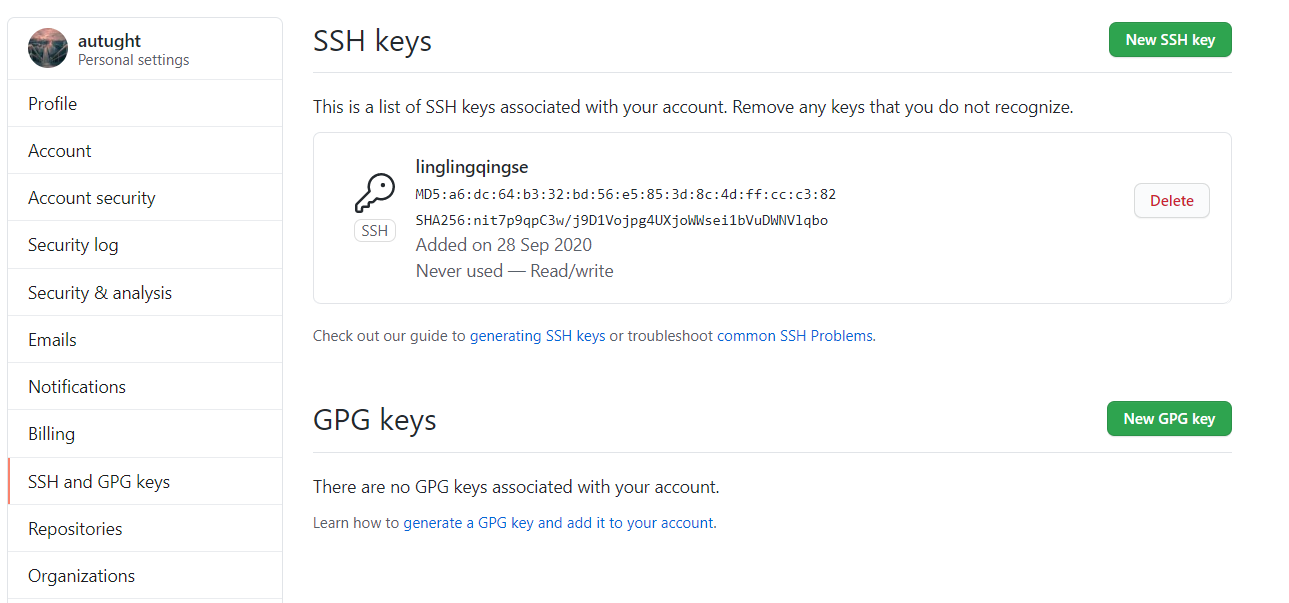 autught
Personal settings
Profile
Account
Account security
Security log
Security & analysis
Emails
Notifications
Billing
SSH and GPG keys
Repositories
Organizations
SSH keys
New SSH key
This is a list of SSH keys associated with your account. Remove any keys that you do not recognize.
SSH
linglingqingse
MD5:a6:dc:64:b3:32:bd:56:e5:85:3d:8c:4d:ff:cc:c3:82
SHA256:nit7p9qpC3w/j9D1Vojpg4UXjoWWsei1bVuDWNVlqbo
Added on 28 Sep 2020
Never used — Read/write
Delete
Check out our guide to generating SSH keys or troubleshoot common SSH Problems.
GPG keys
New GPG key
There are no GPG keys associated with your account.
Learn how to generate a GPG key and add it to your account.